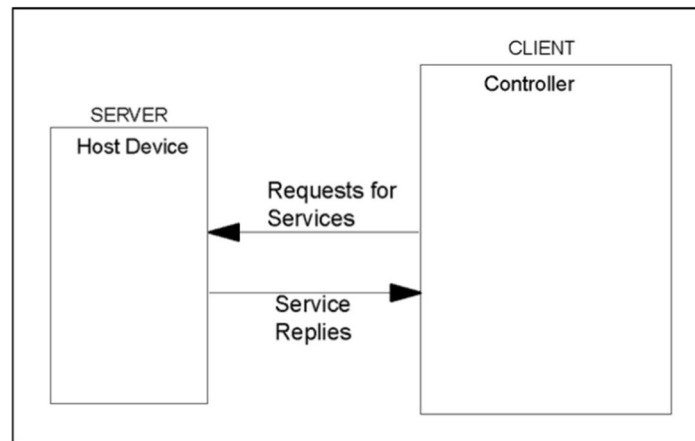 CLIENT
Controller
SERVER
Host Device
Requests for
Services
Service
Replies